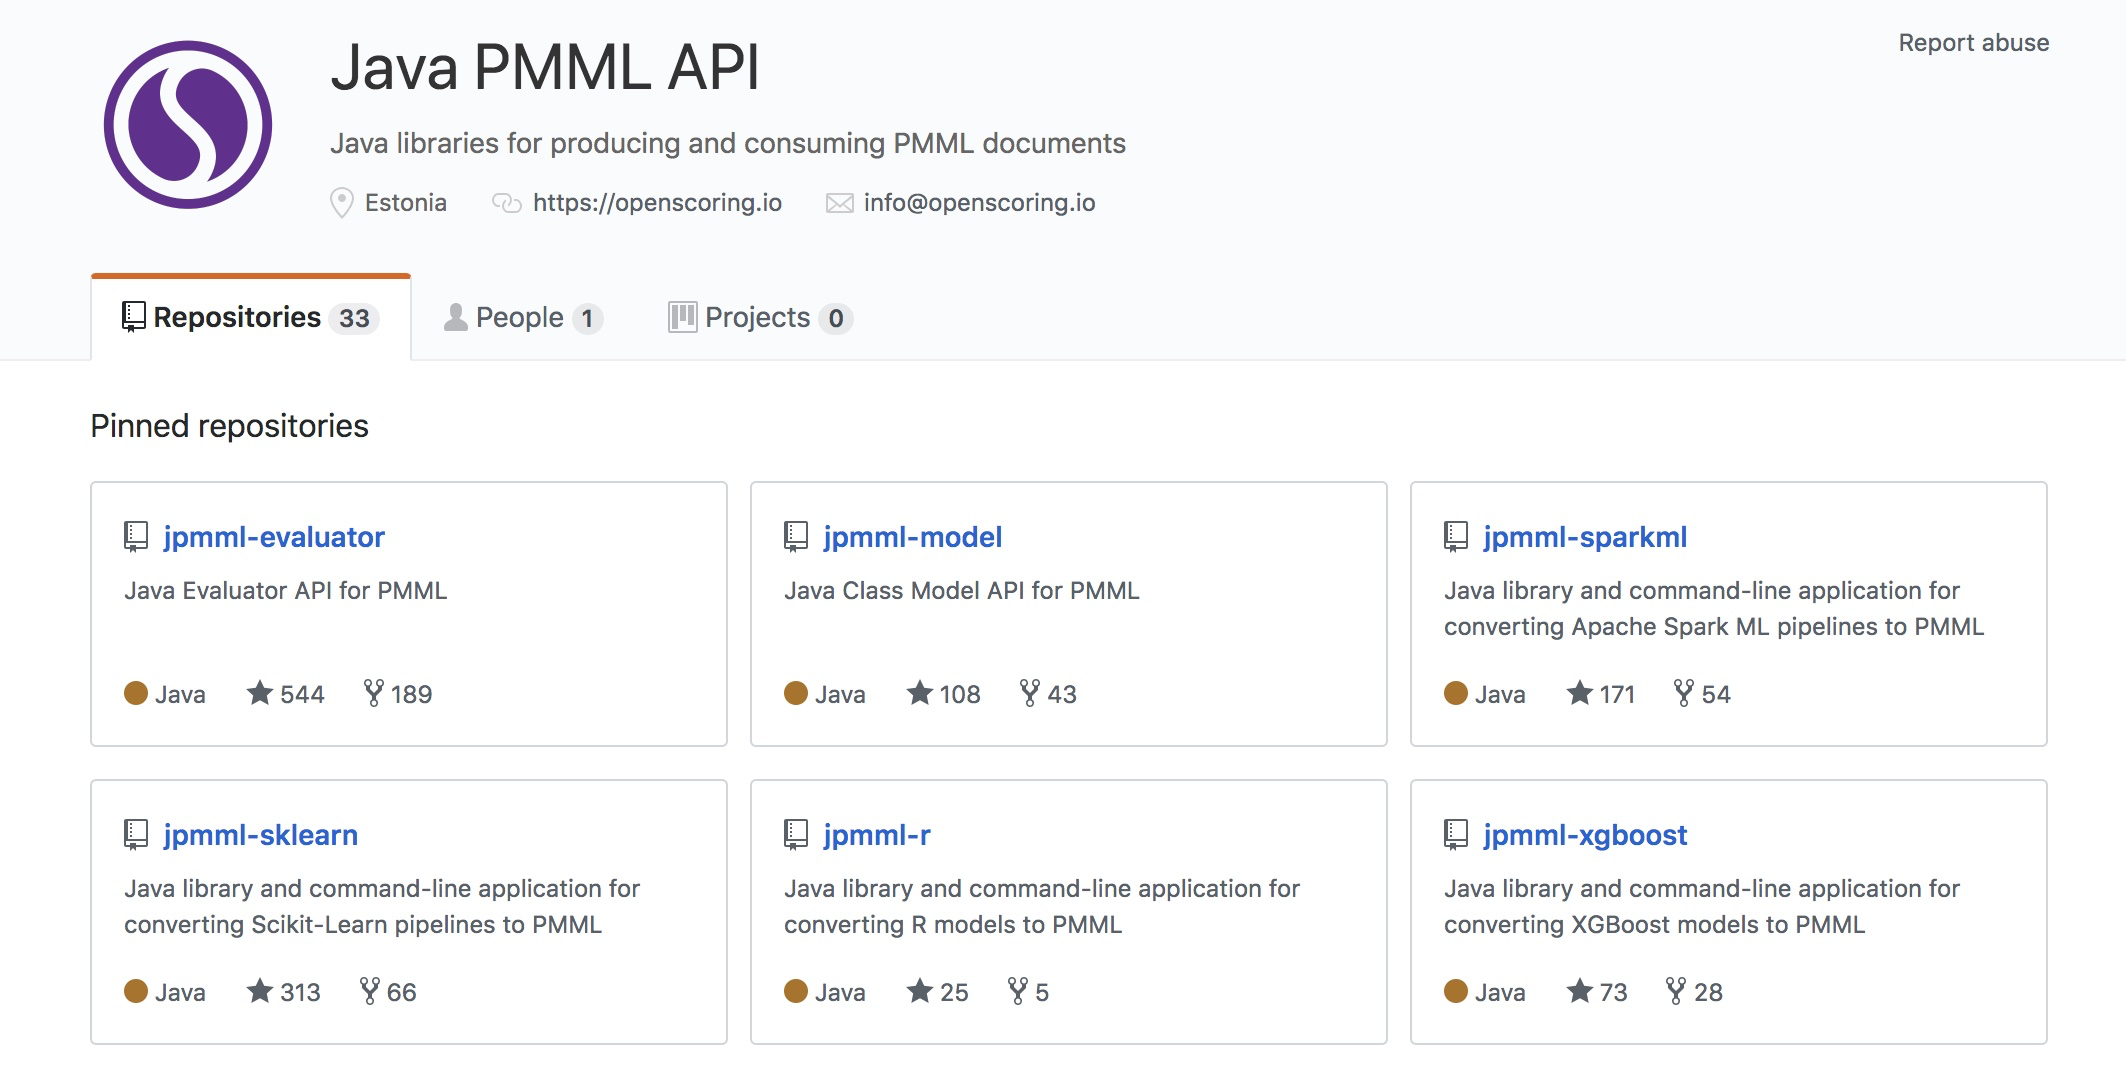 Java PMML API
Report abuse
Java libraries for producing and consuming PMML documents
Estonia https://openscoring.io info@openscoring.io
Repositories 33 People 1 Projects 0
Pinned repositories
jpmml-evaluator
Java Evaluator API for PMML
Java 544 189
jpmml-model
Java Class Model API for PMML
Java 108 43
jpmml-sparkml
Java library and command-line application for
converting Apache Spark ML pipelines to PMML
Java 171 54
jpmml-sklearn
Java library and command-line application for
converting Scikit-Learn pipelines to PMML
Java 313 66
jpmml-r
Java library and command-line application for
converting R models to PMML
Java 25 5
jpmml-xgboost
Java library and command-line application for
converting XGBoost models to PMML
Java 73 28